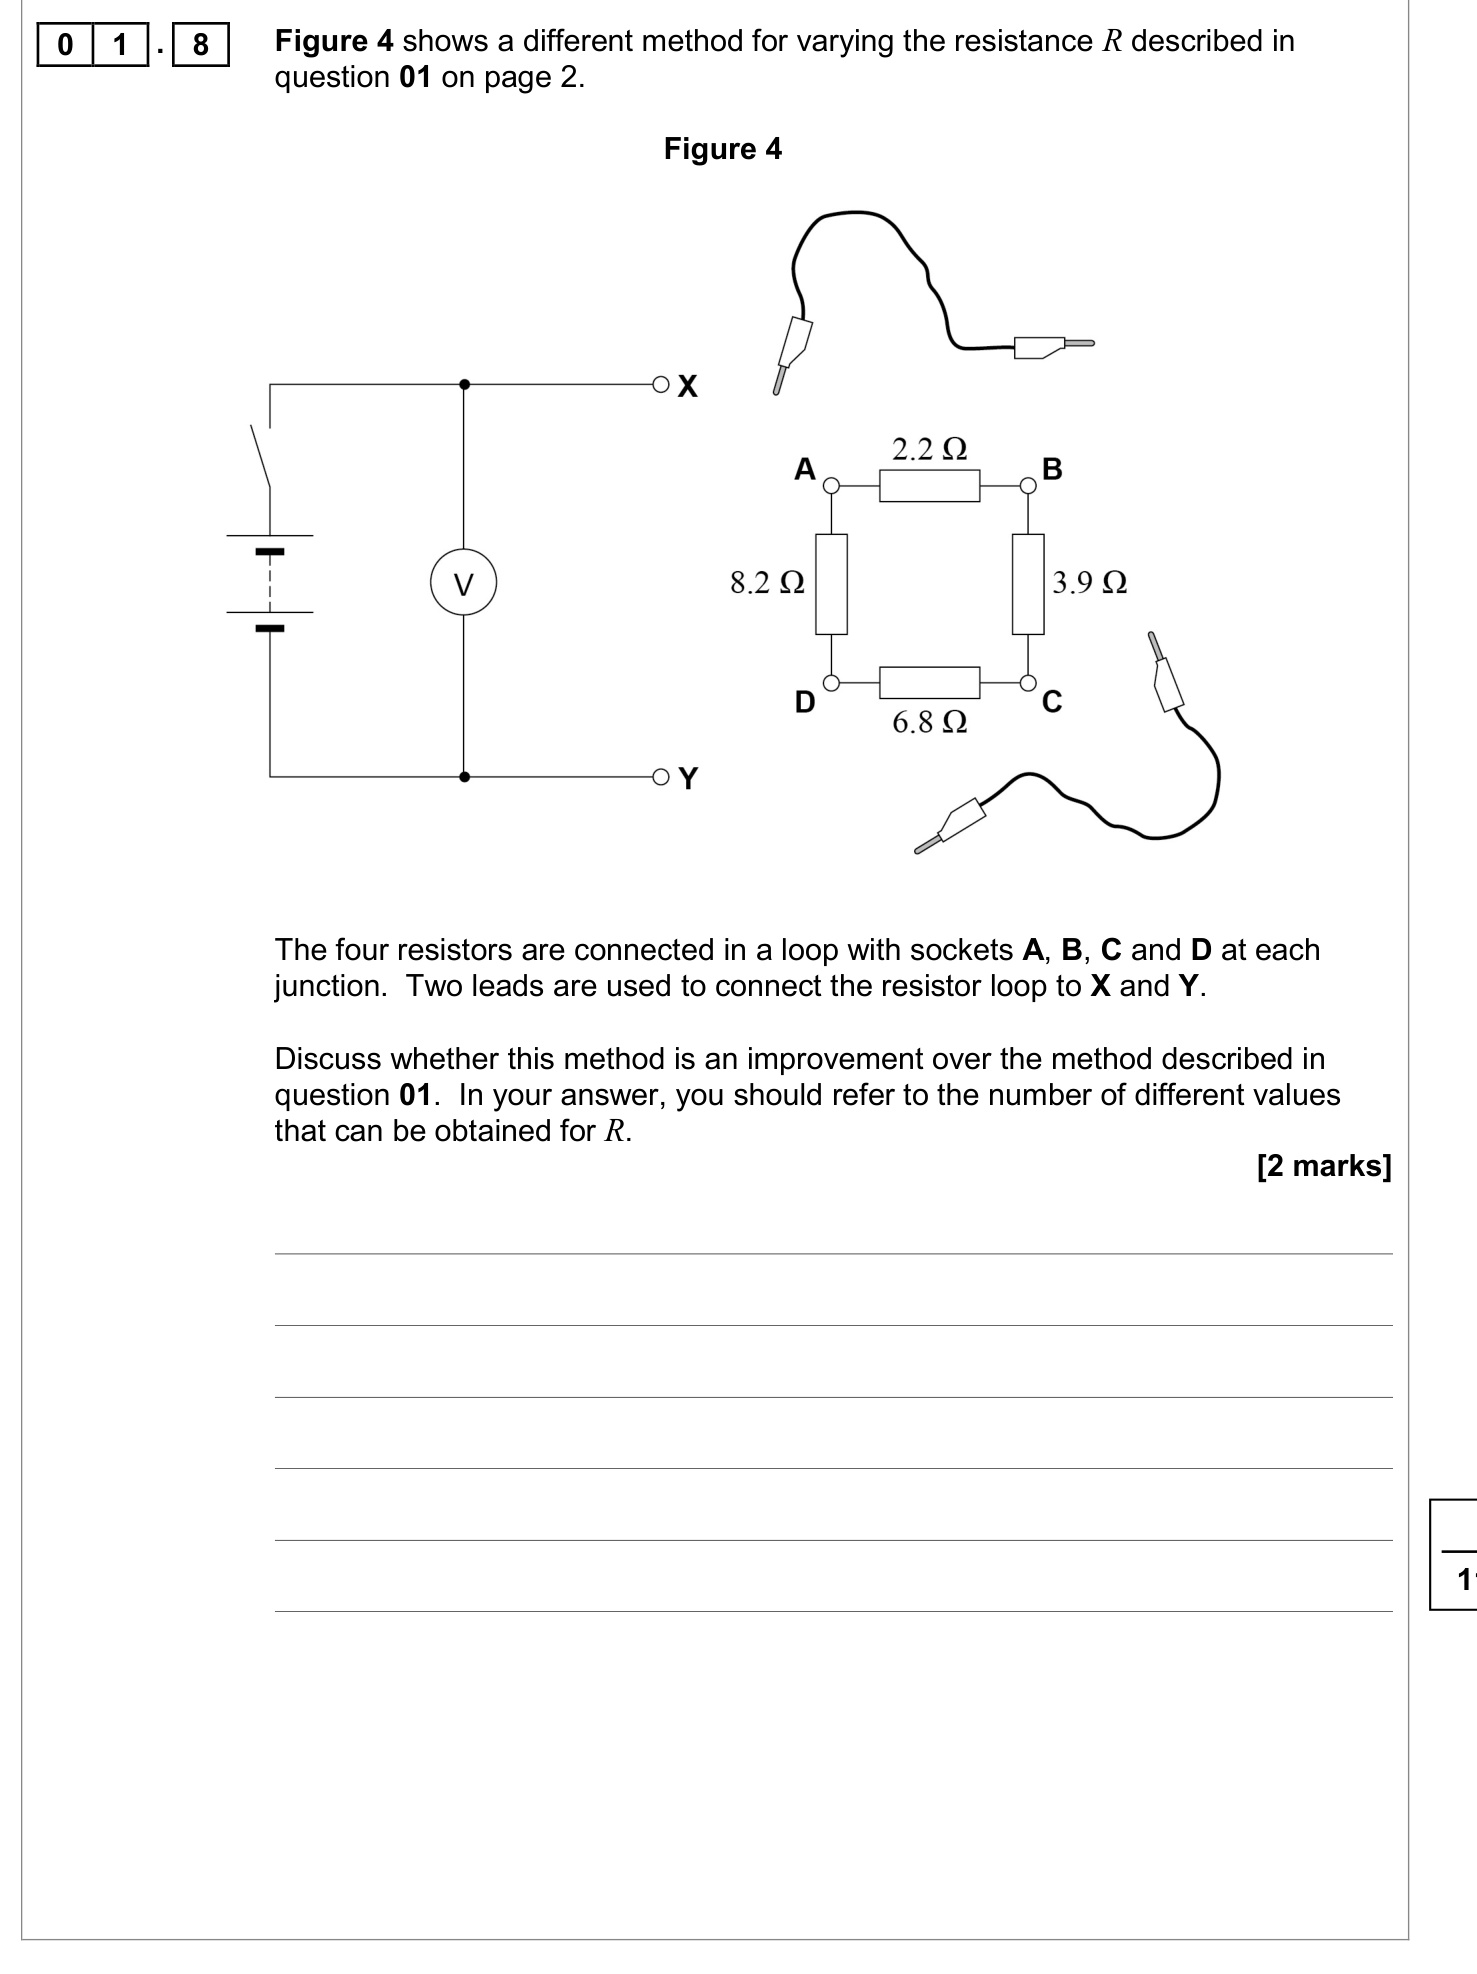 0 1 . 8 Figure 4 shows a different method for varying the resistance R described in
question 01 on page 2.
Figure 4
X
2.2 Ω
A
B
V
8.2 Ω
3.9 Ω
D
C
6.8 Ω
Y
The four resistors are connected in a loop with sockets A, B, C and D at each
junction. Two leads are used to connect the resistor loop to X and Y.
Discuss whether this method is an improvement over the method described in
question 01. In your answer, you should refer to the number of different values
that can be obtained for R.
[2 marks]